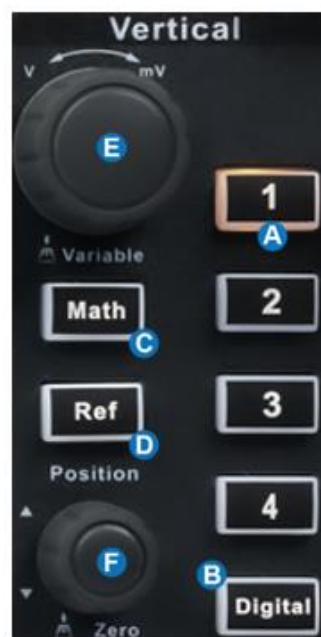 Vertical
V mV
E
1
A
Variable
2
Math
C
3
Ref
D
Position
4
F
B
Digital
Zero